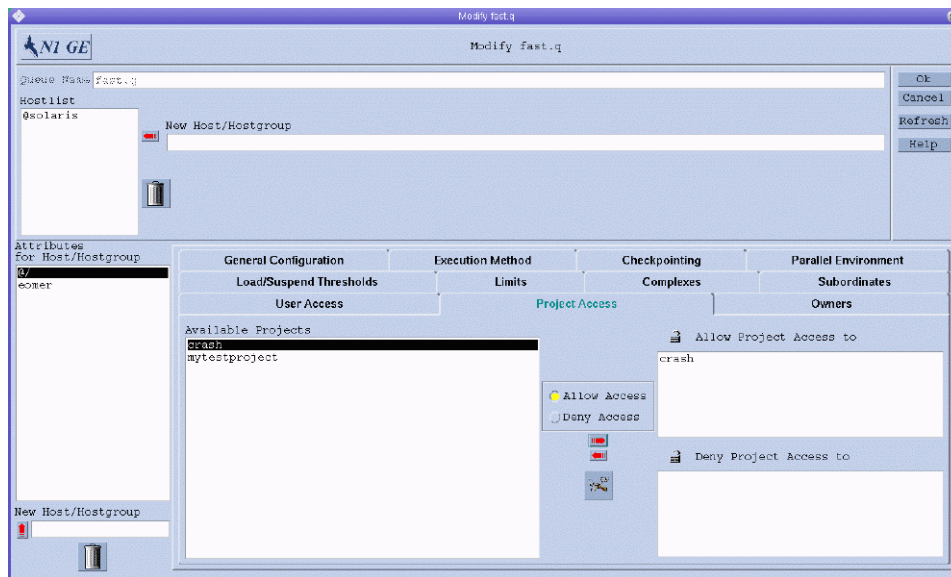 Modify fast.q
N1 GE
Modify fast.q
Queue Name fast.q
Ok
Hostlist
Cancel
@solaris
Refresh
New Host/Hostgroup
Help
Attributes
for Host/Hostgroup
@/
eomer
New Host/Hostgroup
General Configuration
Execution Method
Checkpointing
Parallel Environment
Load/Suspend Thresholds
Limits
Complexes
Subordinates
User Access
Project Access
Owners
Available Projects
crash
mytestproject
Allow Access
Deny Access
Allow Project Access to
crash
Deny Project Access to